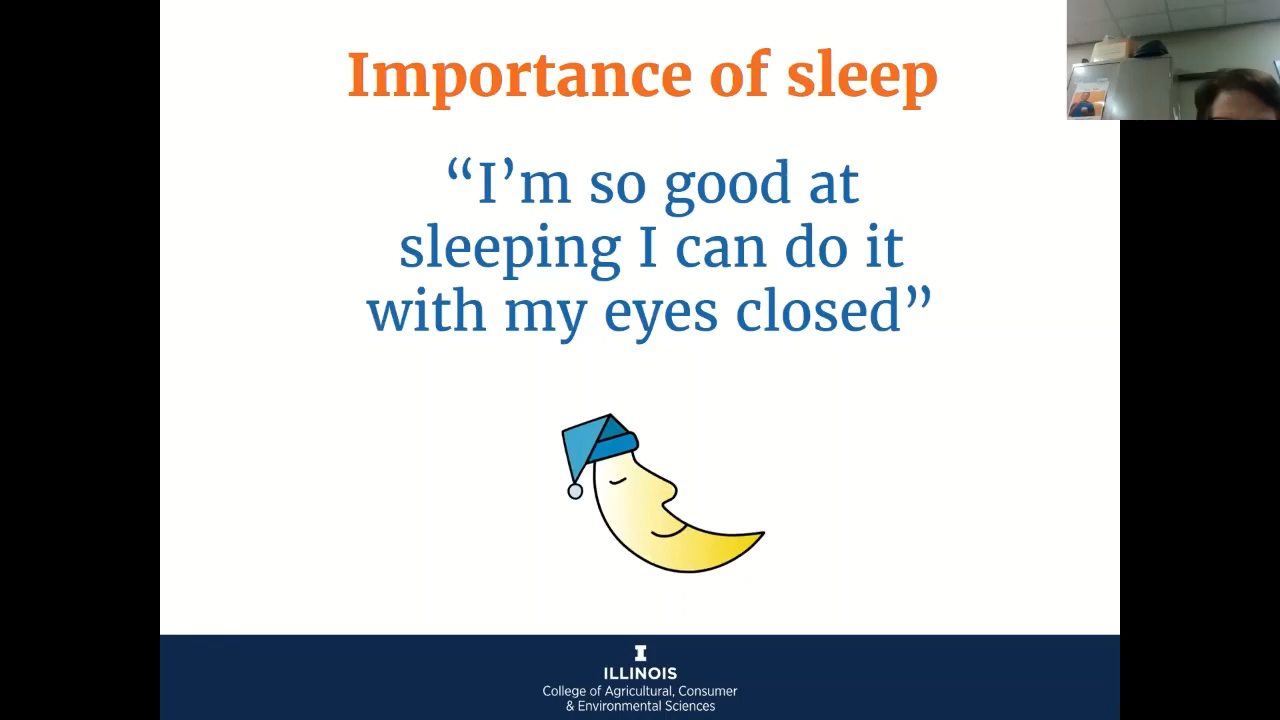 Importance of sleep
“I’m so good at
sleeping I can do it
with my eyes closed”
I
ILLINOIS
College of Agricultural, Consumer
& Environmental Sciences